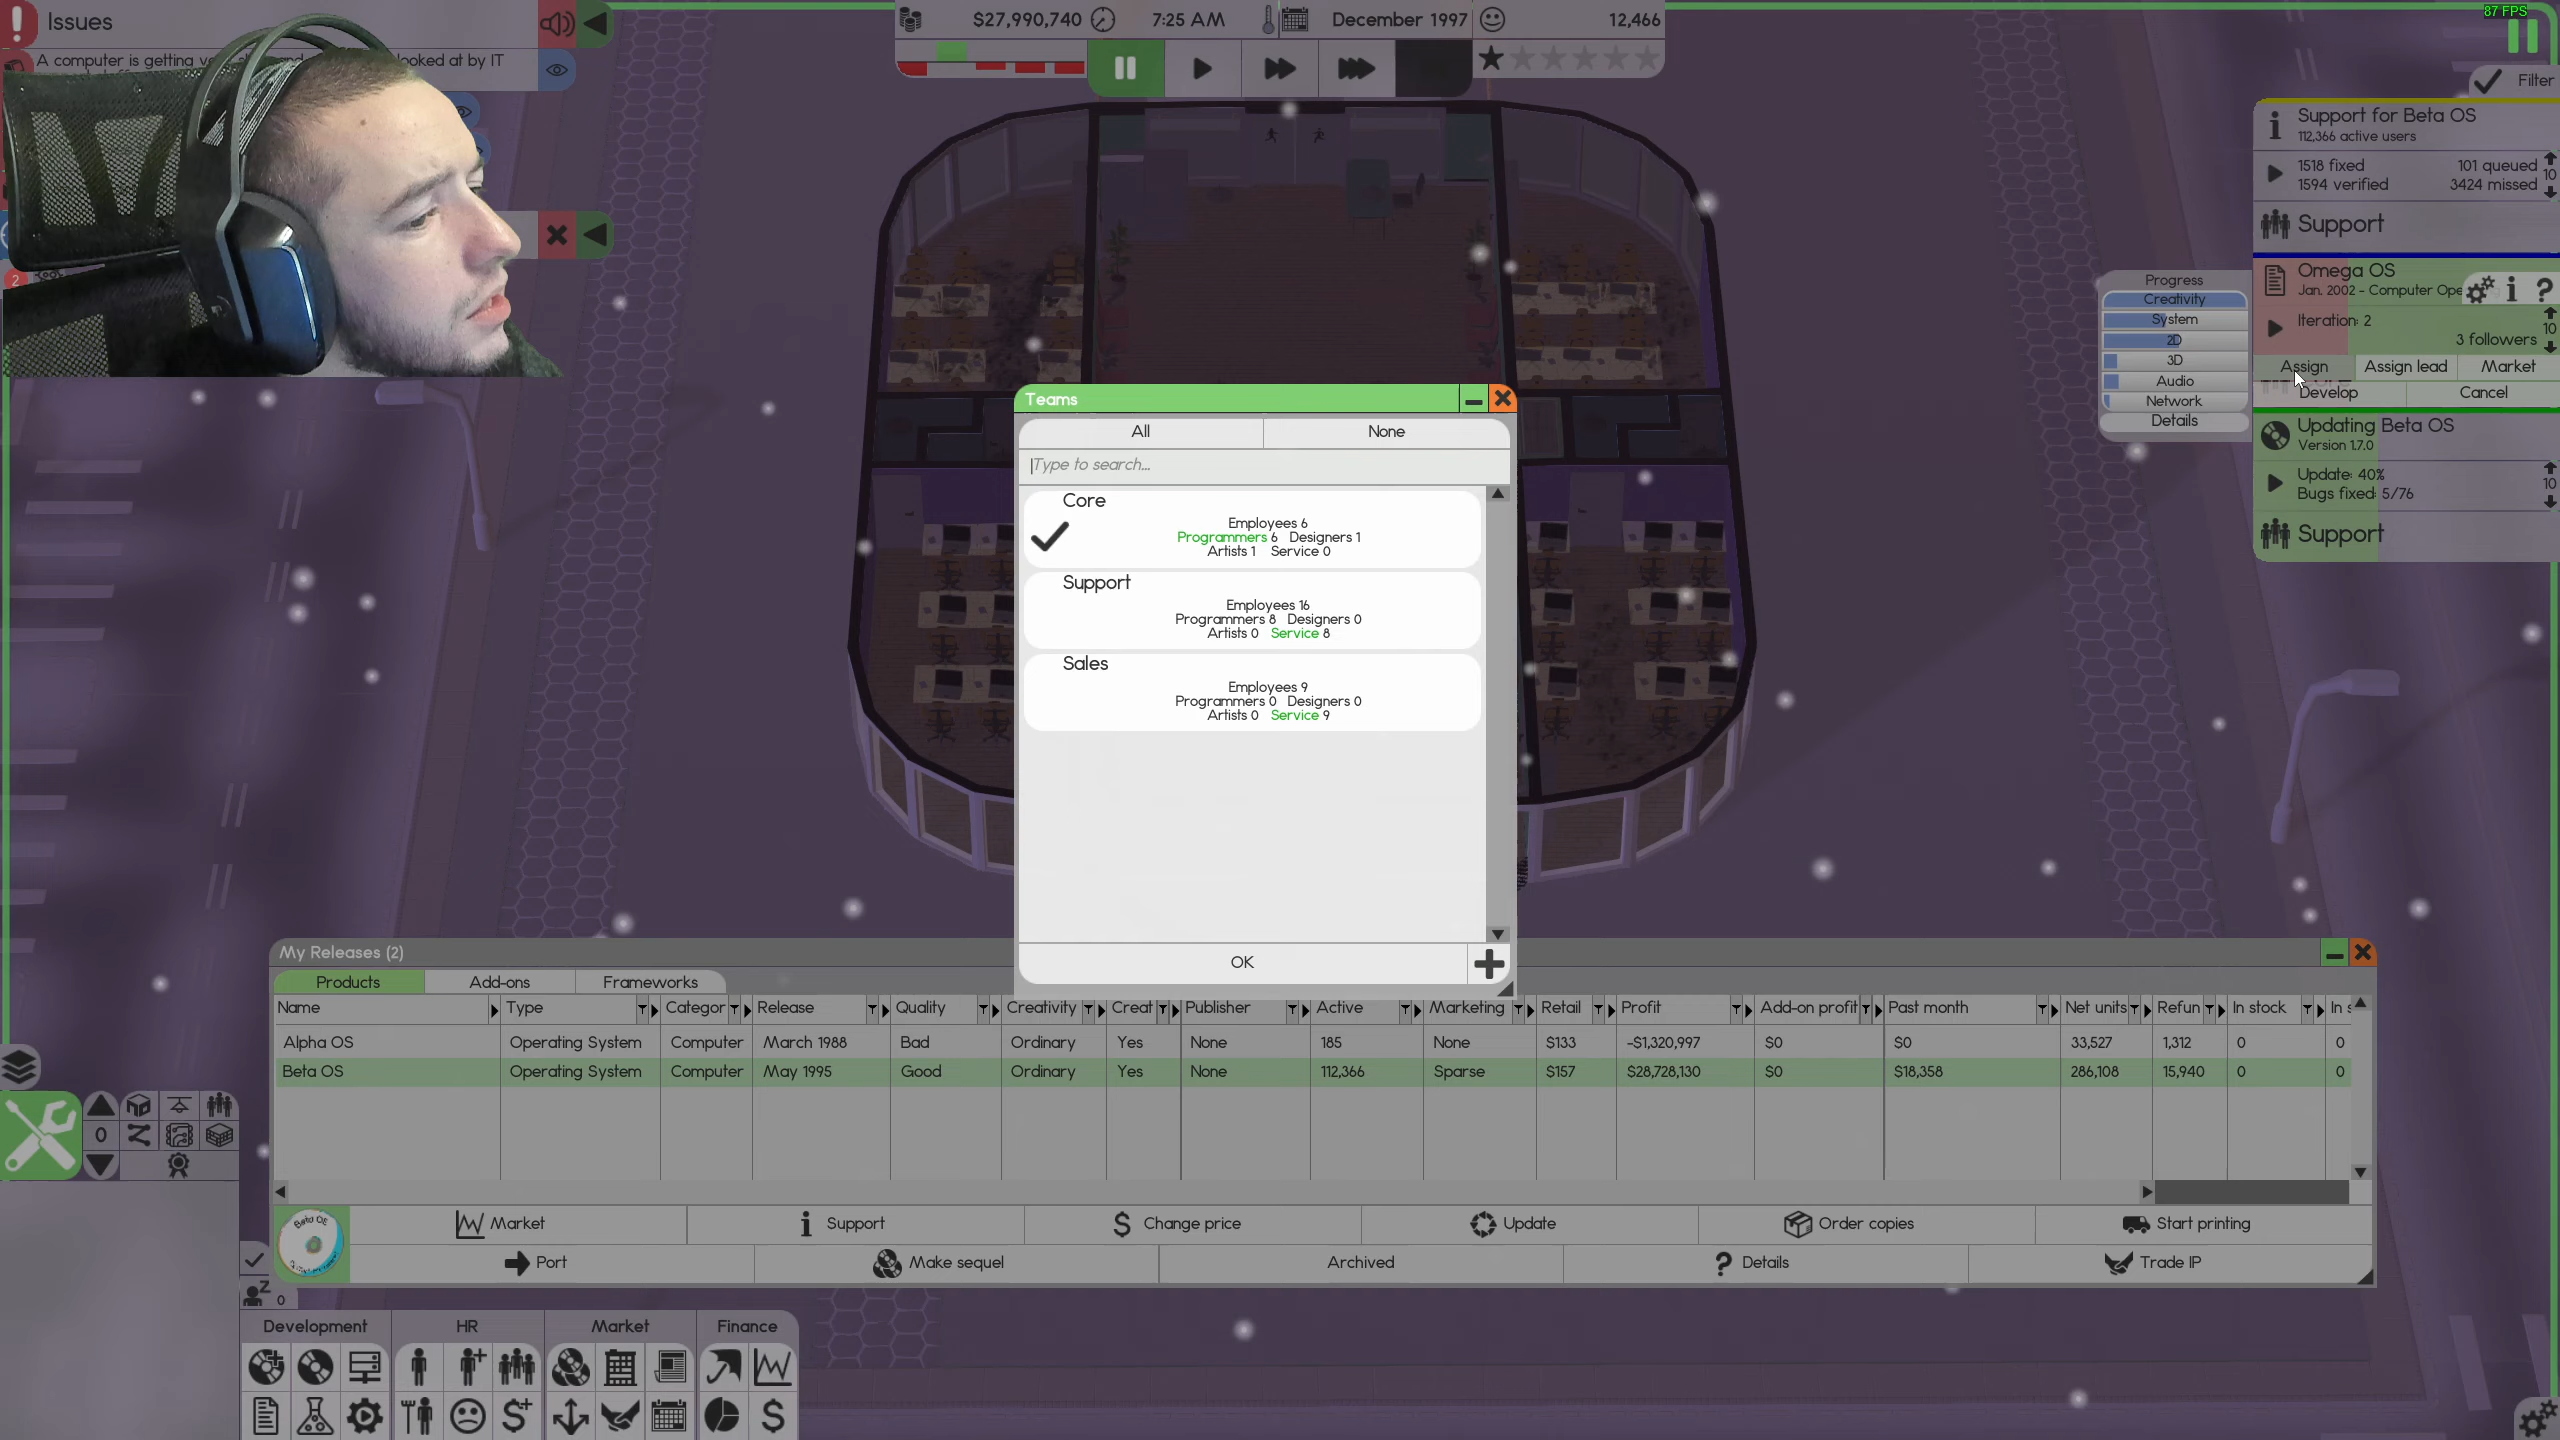 87 FPS
Issues
$27,990,740
7:25 AM
December 1997
12,466
A computer is getting
looked at by IT
Filter
Support for Beta OS
112,366 active users
1518 fixed
101 queued
1594 verified
3424 missed
10
Support
2
Omega OS
Jan. 2002 - Computer Ope
Iteration: 2
3 followers
10
Assign
Assign lead
Market
Develop
Cancel
Updating Beta OS
Version 1.7.0
Update: 40%
Bugs fixed: 5/76
10
Support
Progress
Creativity
System
2D
3D
Audio
Network
Details
Teams
All
None
Type to search...
Core
Employees 6
Programmers 6 Designers 1
Artists 1 Service 0
Support
Employees 16
Programmers 8 Designers 0
Artists 0 Service 8
Sales
Employees 9
Programmers 0 Designers 0
Artists 0 Service 9
OK
My Releases (2)
Products
Add-ons
Frameworks
Name Type Categor Release Quality Creativity Creat Publisher Active Marketing Retail Profit Add-on profit Past month Net units Refun In stock In s
Alpha OS Operating System Computer March 1988 Bad Ordinary Yes None 185 None $133 -$1,320,997 $0 $0 33,527 1,312 0 0
Beta OS Operating System Computer May 1995 Good Ordinary Yes None 112,366 Sparse $157 $28,728,130 $0 $18,358 286,108 15,940 0 0
Beta OS
Market
Support
Change price
Update
Order copies
Start printing
Port
Make sequel
Archived
Details
Trade IP
0
0
Development
HR
Market
Finance